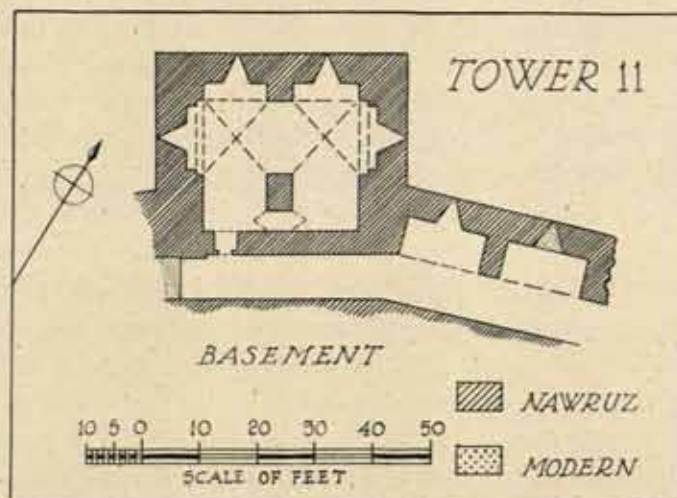 TOWER 11
BASEMENT
NAWRUZ
10 5 0 10 20 30 40 50
SCALE OF FEET
MODERN